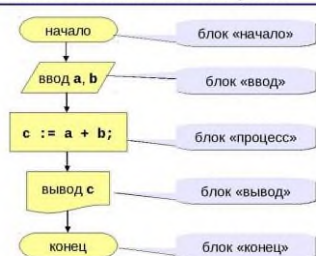 начало
блок «начало»
ввод a, b
блок «ввод»
c := a + b;
блок «процесс»
вывод c
блок «вывод»
конец
блок «конец»